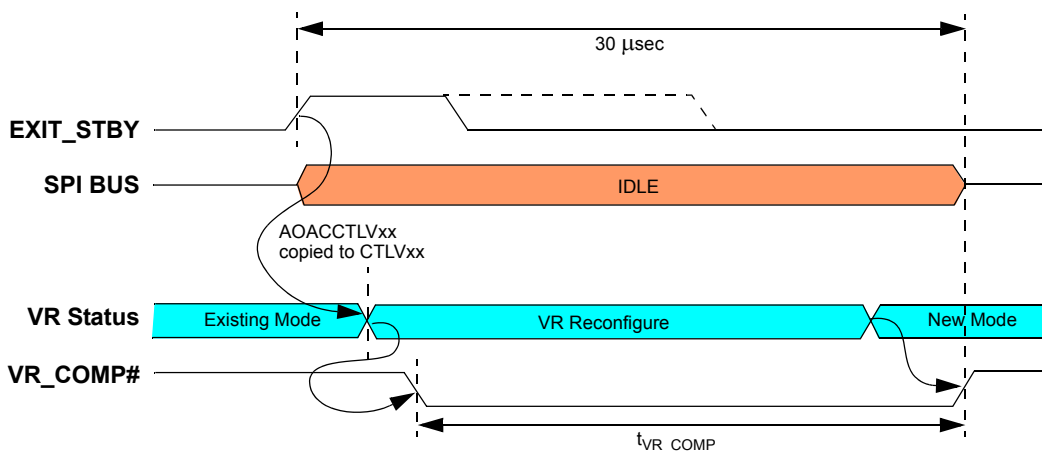 30 µsec
EXIT_STBY
SPI BUS
IDLE
AOACCTLVxx
copied to CTLVxx
VR Status
Existing Mode
VR Reconfigure
New Mode
VR_COMP#
tVR_COMP